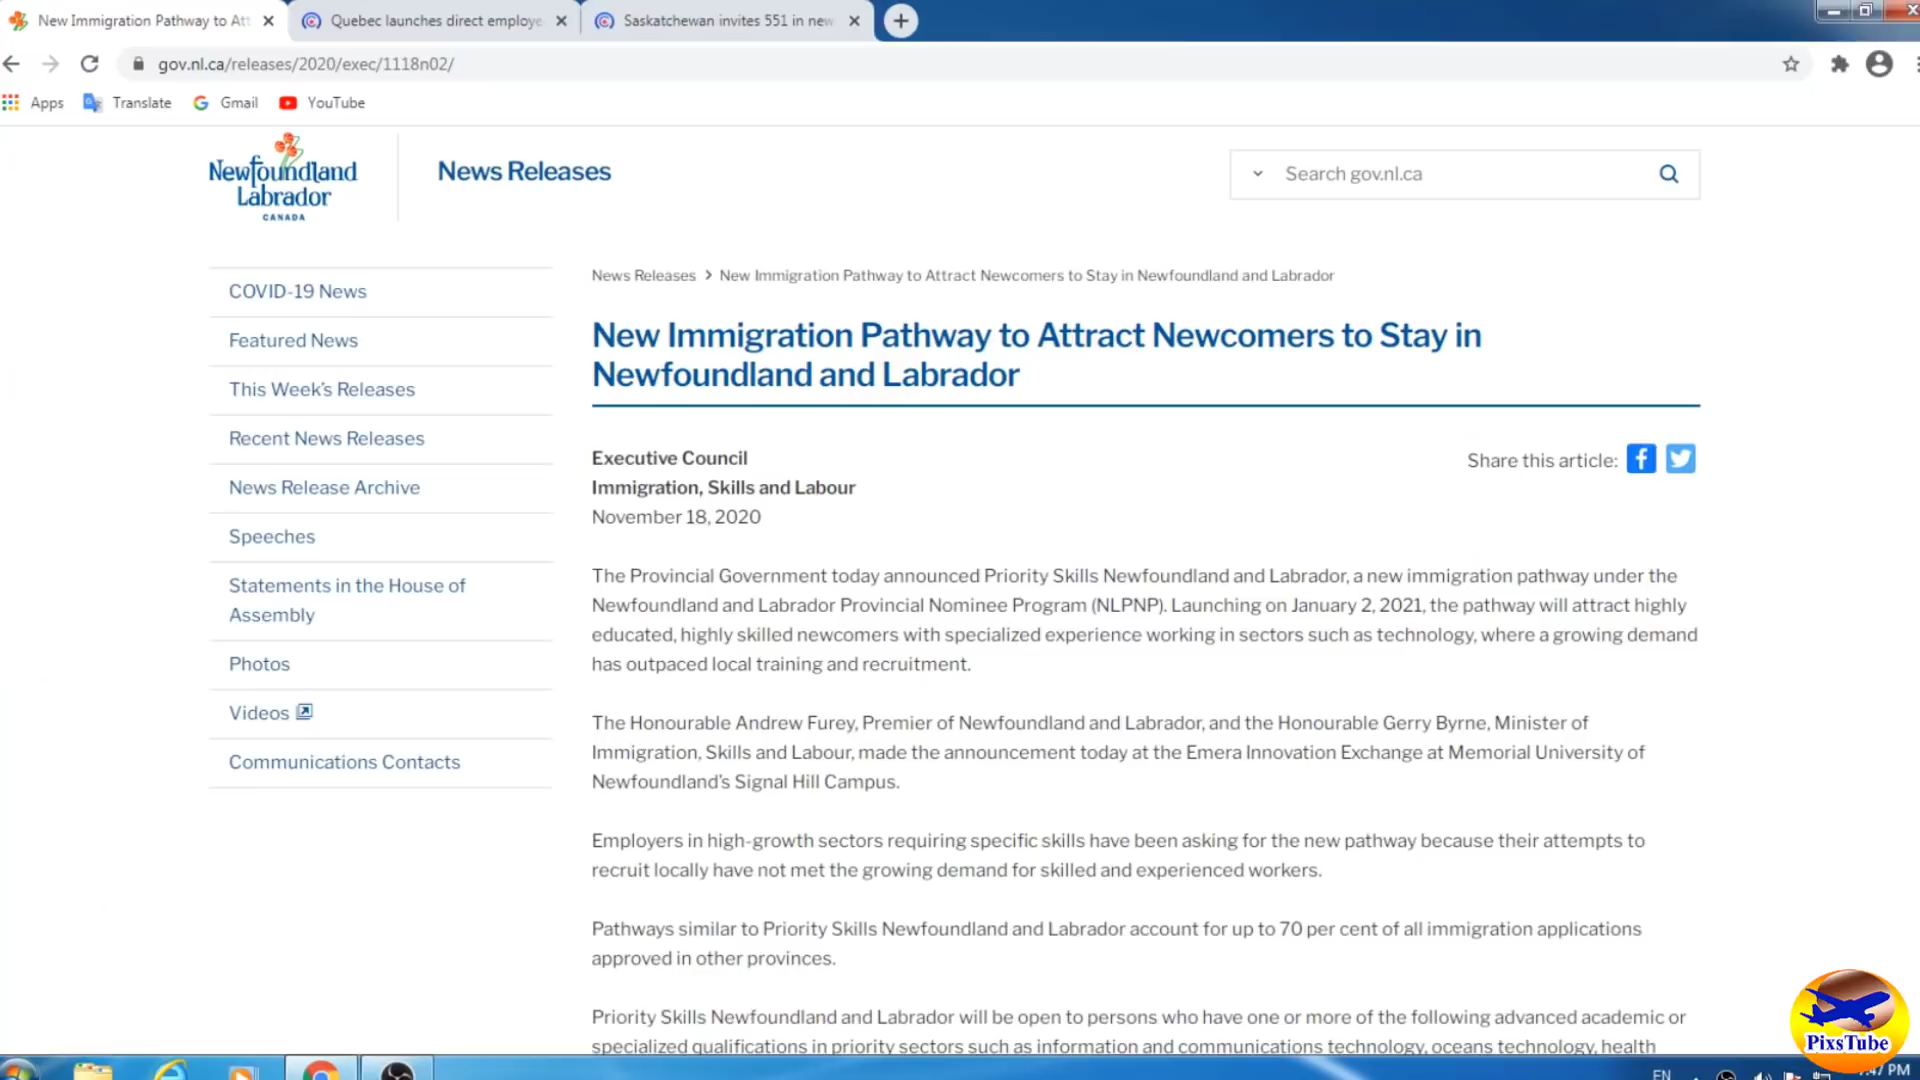 New Immigration Pathway to Att
Quebec launches direct employe
Saskatchewan invites 551 in new
gov.nl.ca/releases/2020/exec/1118n02/
Apps
Translate
Gmail
YouTube
Newfoundland
Labrador
CANADA
News Releases
Search gov.nl.ca
COVID-19 News
Featured News
This Week's Releases
Recent News Releases
News Release Archive
Speeches
Statements in the House of
Assembly
Photos
Videos
Communications Contacts
News Releases > New Immigration Pathway to Attract Newcomers to Stay in Newfoundland and Labrador
New Immigration Pathway to Attract Newcomers to Stay in
Newfoundland and Labrador
Executive Council
Immigration, Skills and Labour
November 18, 2020
Share this article:
The Provincial Government today announced Priority Skills Newfoundland and Labrador, a new immigration pathway under the
Newfoundland and Labrador Provincial Nominee Program (NLPNP). Launching on January 2, 2021, the pathway will attract highly
educated, highly skilled newcomers with specialized experience working in sectors such as technology, where a growing demand
has outpaced local training and recruitment.
The Honourable Andrew Furey, Premier of Newfoundland and Labrador, and the Honourable Gerry Byrne, Minister of
Immigration, Skills and Labour, made the announcement today at the Emera Innovation Exchange at Memorial University of
Newfoundland's Signal Hill Campus.
Employers in high-growth sectors requiring specific skills have been asking for the new pathway because their attempts to
recruit locally have not met the growing demand for skilled and experienced workers.
Pathways similar to Priority Skills Newfoundland and Labrador account for up to 70 per cent of all immigration applications
approved in other provinces.
Priority Skills Newfoundland and Labrador will be open to persons who have one or more of the following advanced academic or
specialized qualifications in priority sectors such as information and communications technology, oceans technology, health
PixsTube
EN
:47 PM